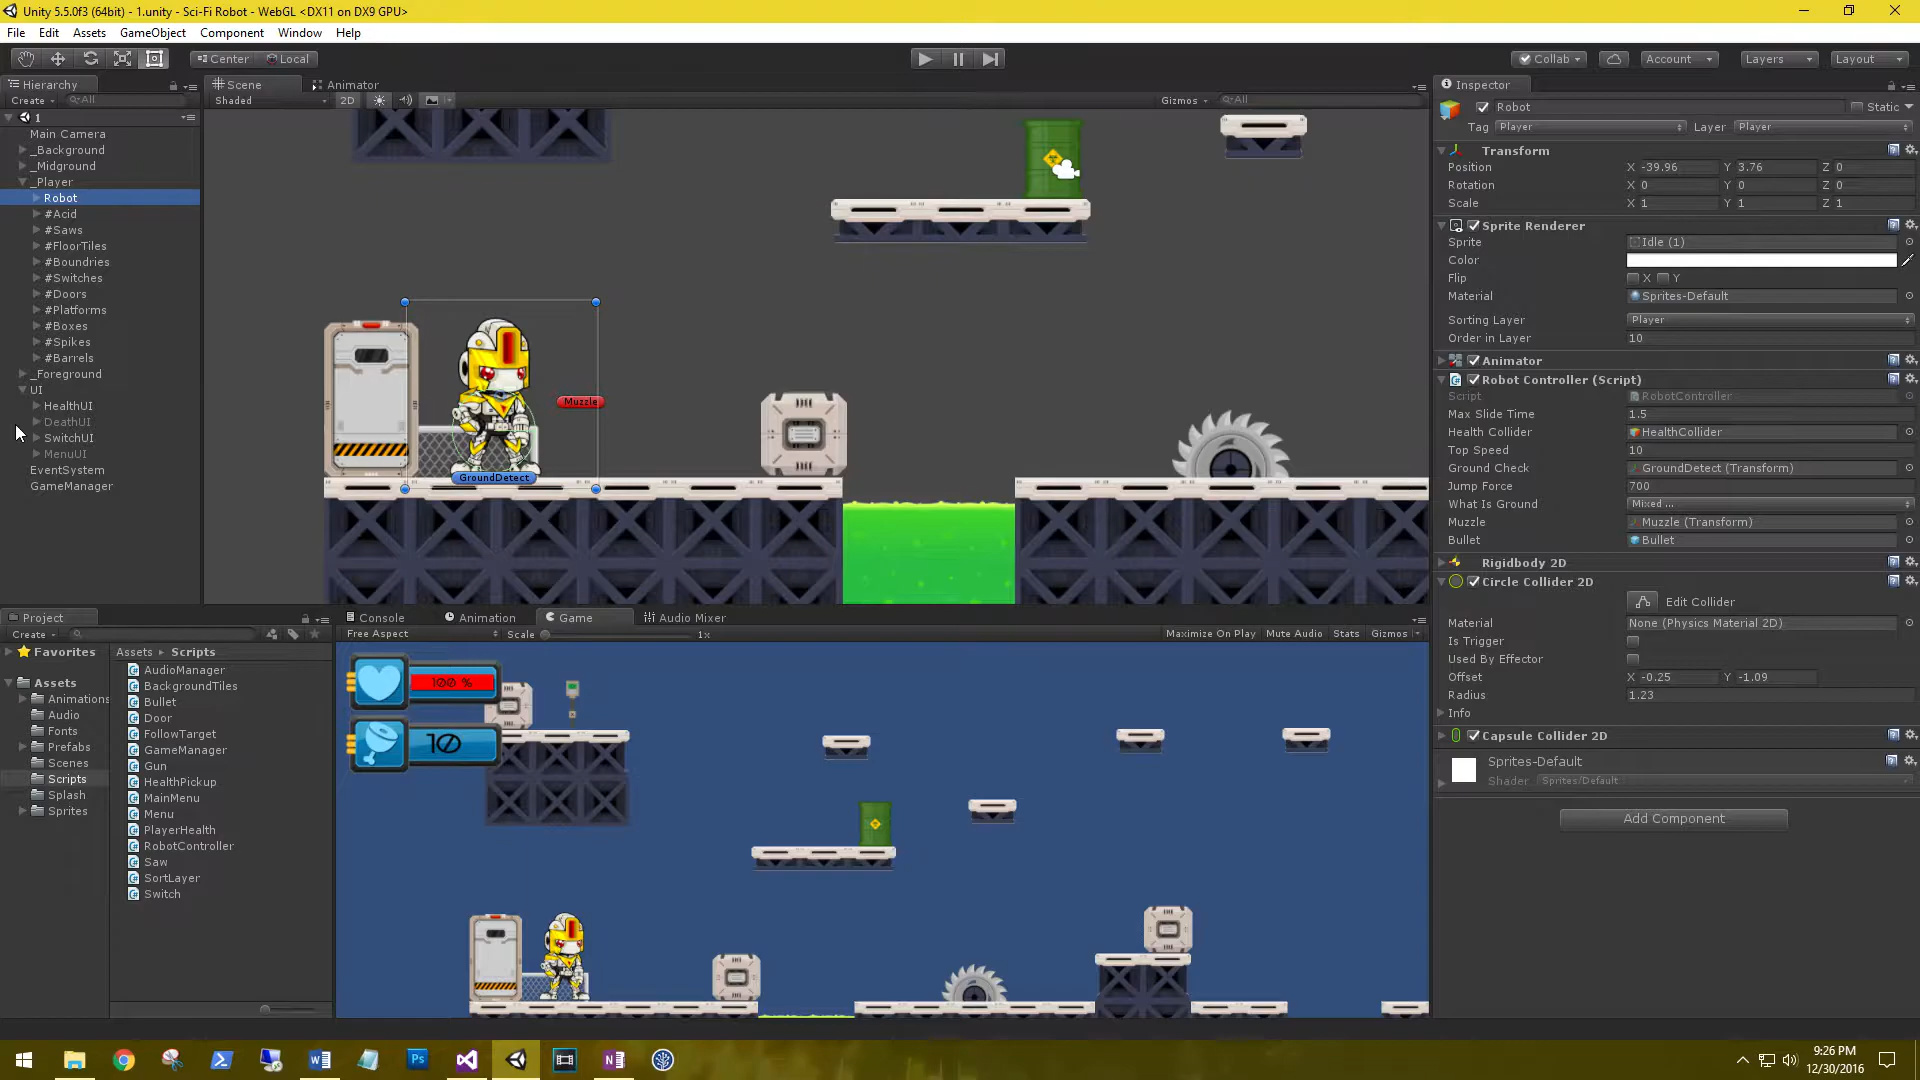 Unity 5.5.0f3 (64bit) - 1.unity - Sci-Fi Robot - WebGL <DX11 on DX9 GPU>
File Edit Assets GameObject Component Window Help
Center Local Collab Account Layers Layout
Hierarchy
Create All
1
Main Camera
_Background
_Midground
_Player
Robot
#Acid
#Saws
#FloorTiles
#Boundries
#Switches
#Doors
#Platforms
#Boxes
#Spikes
#Barrels
_Foreground
UI
HealthUI
DeathUI
SwitchUI
MenuUI
EventSystem
GameManager
Scene Animator
Shaded 2D Gizmos All
Muzzle
GroundDetect
Inspector
Robot Static
Tag Player Layer Player
Transform
Position X -39.96 Y 3.76 Z 0
Rotation X 0 Y 0 Z 0
Scale X 1 Y 1 Z 1
Sprite Renderer
Sprite Idle (1)
Color
Flip X Y
Material Sprites-Default
Sorting Layer Player
Order in Layer 10
Animator
Robot Controller (Script)
Script RobotController
Max Slide Time 1.5
Health Collider HealthCollider
Top Speed 10
Ground Check GroundDetect (Transform)
Jump Force 700
What Is Ground Mixed ...
Muzzle Muzzle (Transform)
Bullet Bullet
Rigidbody 2D
Circle Collider 2D
Edit Collider
Material None (Physics Material 2D)
Is Trigger
Used By Effector
Offset X -0.25 Y -1.09
Radius 1.23
Info
Capsule Collider 2D
Sprites-Default
Shader Sprites/Default
Add Component
Project
Create
Favorites
Assets
Animations
Audio
Fonts
Prefabs
Scenes
Scripts
Splash
Sprites
Assets Scripts
AudioManager
BackgroundTiles
Bullet
Door
FollowTarget
GameManager
Gun
HealthPickup
MainMenu
Menu
PlayerHealth
RobotController
Saw
SortLayer
Switch
Console Animation Game Audio Mixer
Free Aspect Scale 1x Maximize On Play Mute Audio Stats Gizmos
100 %
10
9:26 PM
12/30/2016